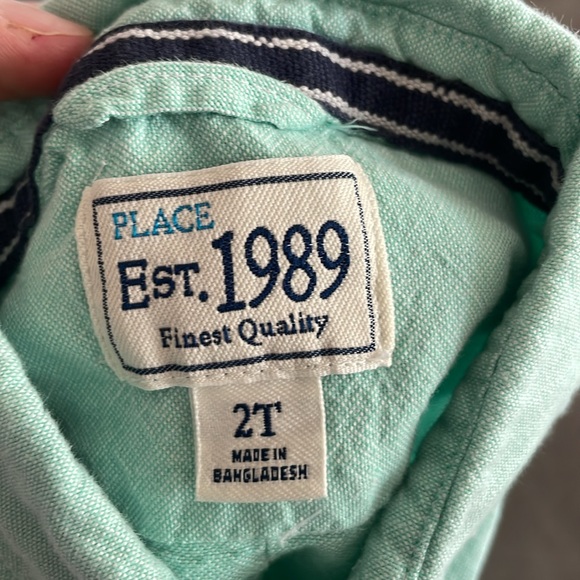 PLACE
EST. 1989
Finest Quality
2T
MADE IN
BANGLADESH